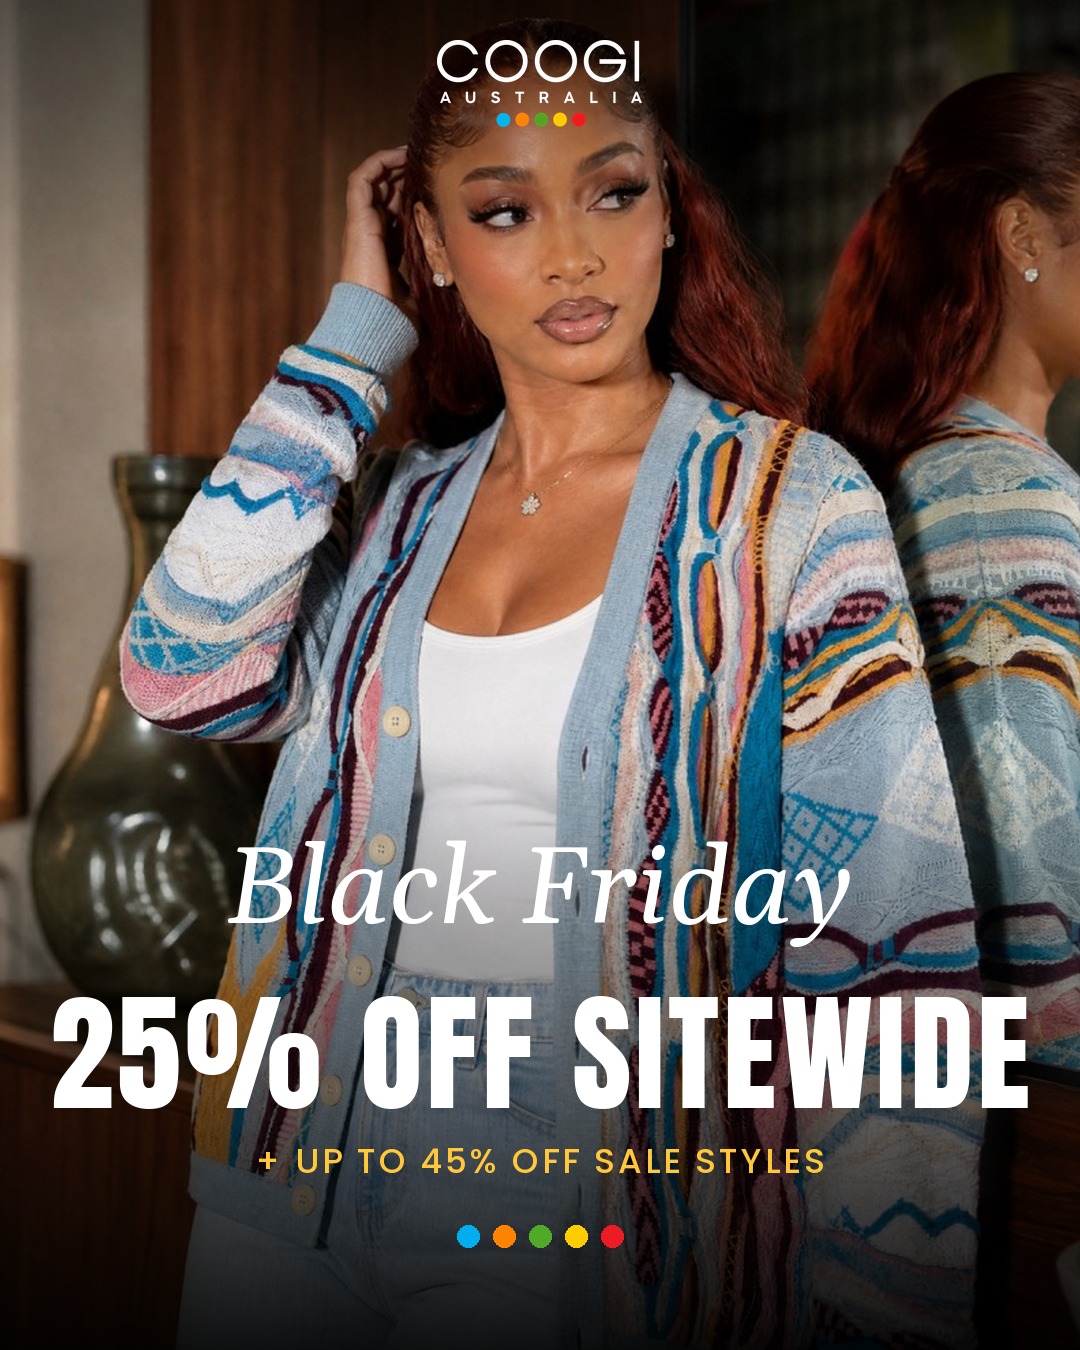 COOGI
AUSTRALIA
Black Friday
25% OFF SITEWIDE
+ UP TO 45% OFF SALE STYLES